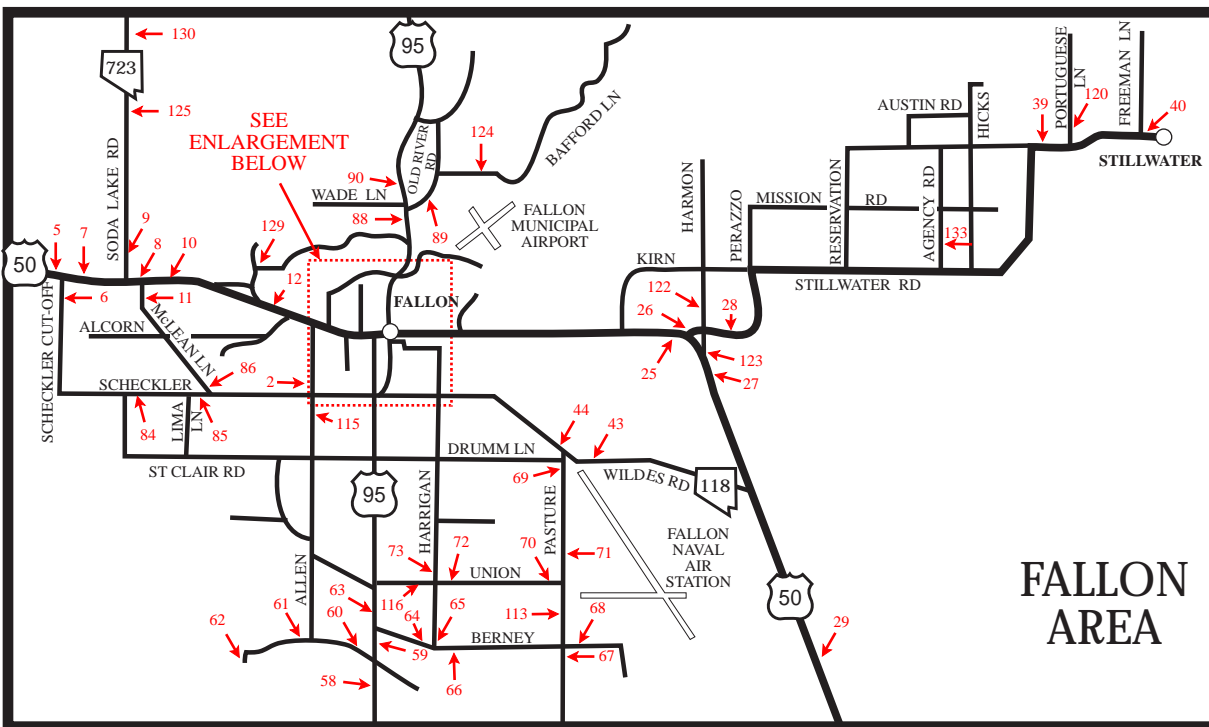 130
95
723
125
SEE
ENLARGEMENT
BELOW
SODA LAKE RD
9
8
10
5
7
50
6
11
129
12
WADE LN
90
88
OLD RIVER
RD
89
124
BAFFORD LN
FALLON
MUNICIPAL
AIRPORT
FALLON
SCHECKLER CUT-OFF
ALCORN
McLEAN LN
86
SCHECKLER
84
LIMA
LN
85
2
115
ST CLAIR RD
DRUMM LN
HARMON
PERAZZO
KIRN
122
26
28
25
123
27
MISSION
RD
RESERVATION
AUSTIN RD
AGENCY RD
133
HICKS
STILLWATER RD
39
PORTUGUESE
LN
120
FREEMAN LN
40
STILLWATER
44
43
69
WILDES RD
118
95
HARRIGAN
PASTURE
FALLON
NAVAL
AIR
STATION
73
72
70
71
UNION
116
63
ALLEN
61
62
60
64
65
113
68
BERNEY
59
67
66
58
50
29
FALLON
AREA